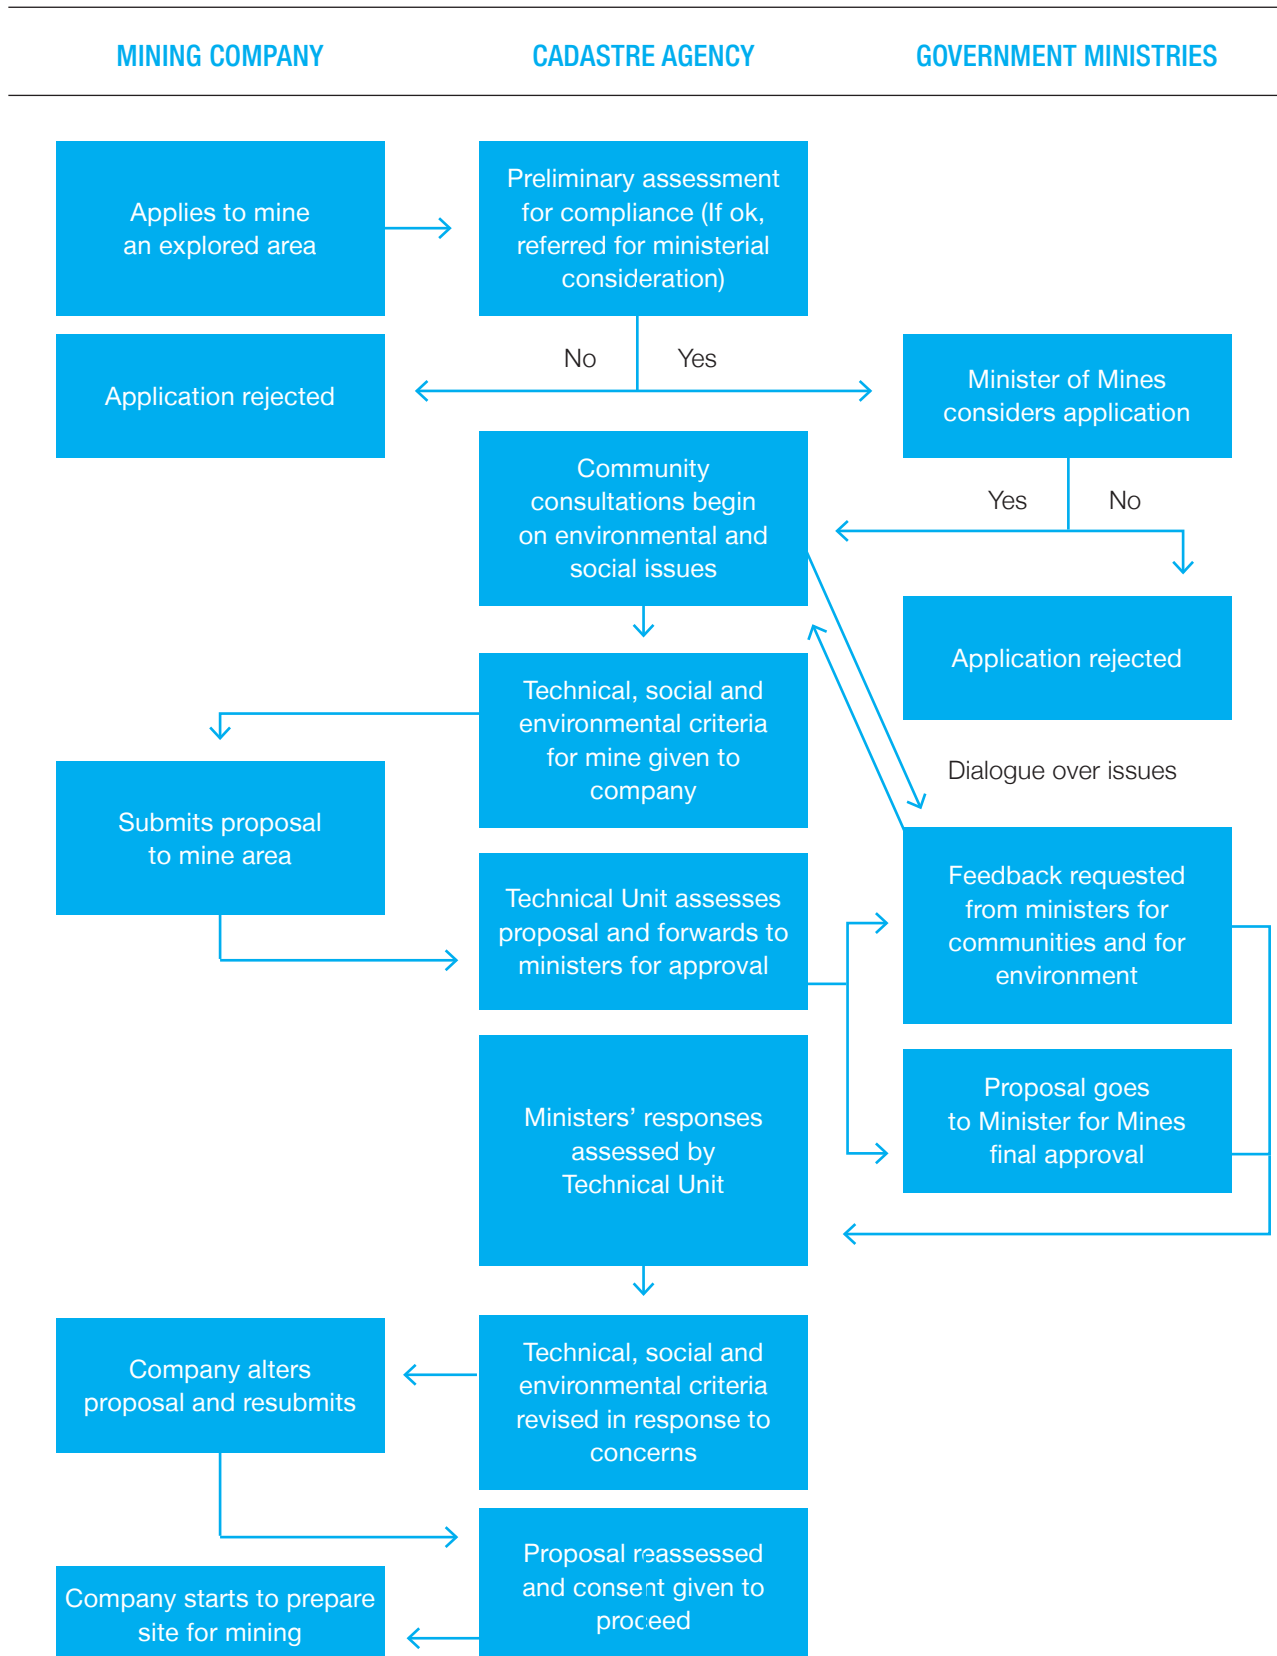 MINING COMPANY
CADASTRE AGENCY
GOVERNMENT MINISTRIES
Applies to mine
an explored area
Preliminary assessment
for compliance (If ok,
referred for ministerial
consideration)
No
Yes
Application rejected
Minister of Mines
considers application
Yes
No
Community
consultations begin
on environmental and
social issues
Application rejected
Technical, social and
environmental criteria
for mine given to
company
Dialogue over issues
Submits proposal
to mine area
Technical Unit assesses
proposal and forwards to
ministers for approval
Feedback requested
from ministers for
communities and for
environment
Proposal goes
to Minister for Mines
final approval
Ministers’ responses
assessed by
Technical Unit
Technical, social and
environmental criteria
revised in response to
concerns
Company alters
proposal and resubmits
Proposal reassessed
and consent given to
proceed
Company starts to prepare
site for mining